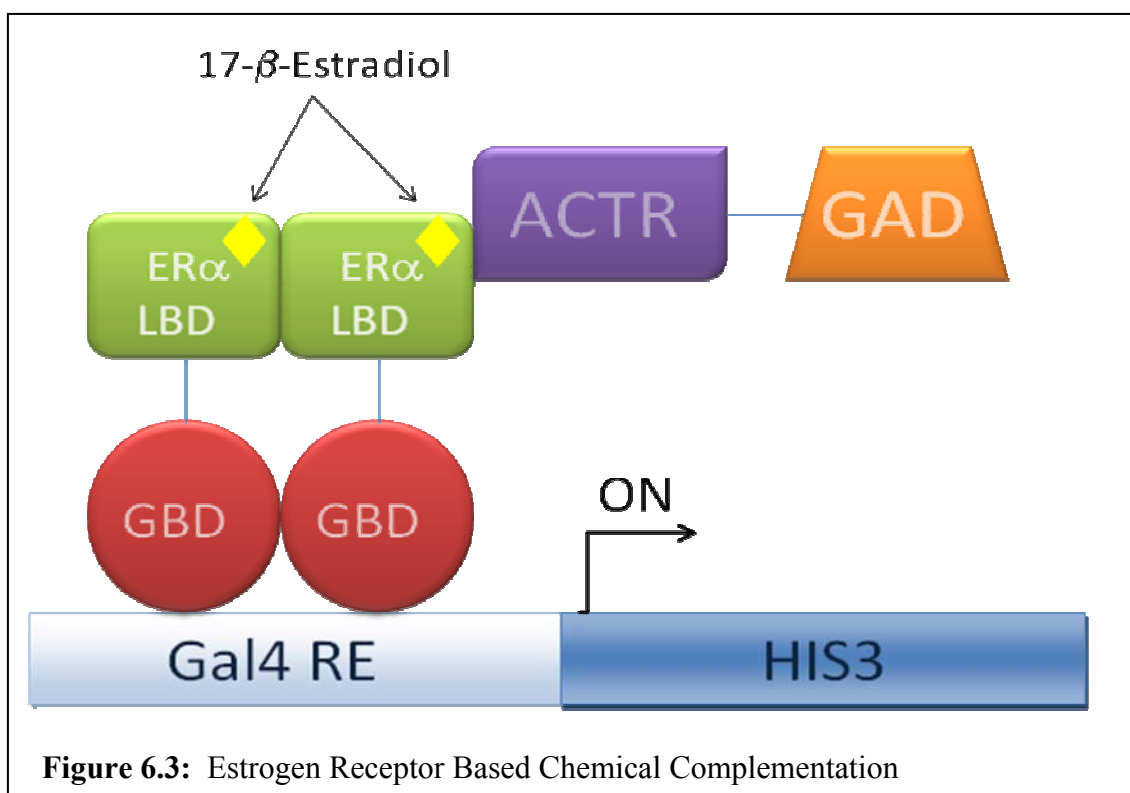 17-β-Estradiol
ACTR
GAD
ERα
LBD
ERα
LBD
GBD
GBD
ON
Gal4 RE
HIS3
Figure 6.3: Estrogen Receptor Based Chemical Complementation